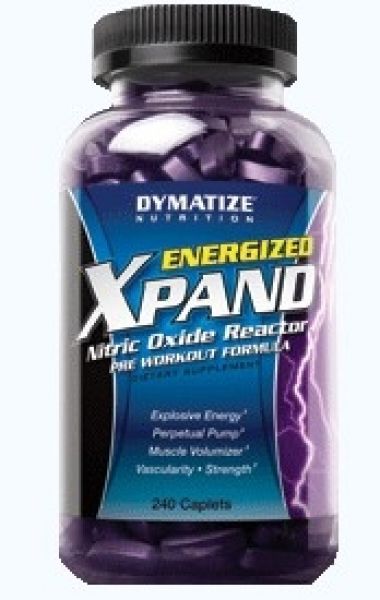 DYMATIZE
NUTRITION
ENERGIZED
XPAND
Nitric Oxide Reactor
PRE WORKOUT FORMULA
DIETARY SUPPLEMENT
Explosive Energy†
Perpetual Pump†
Muscle Volumizer†
Vascularity • Strength†
240 Caplets